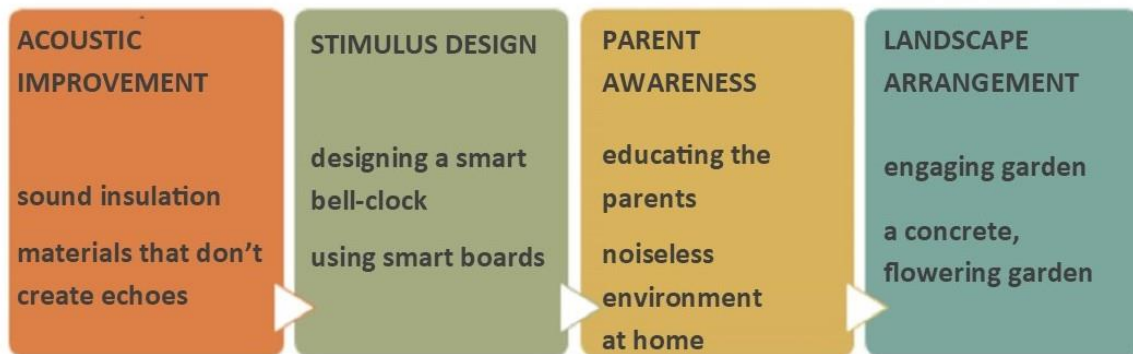 ACOUSTIC
IMPROVEMENT
sound insulation
materials that don’t
create echoes
STIMULUS DESIGN
designing a smart
bell-clock
using smart boards
PARENT
AWARENESS
educating the
parents
noiseless
environment
at home
LANDSCAPE
ARRANGEMENT
engaging garden
a concrete,
flowering garden